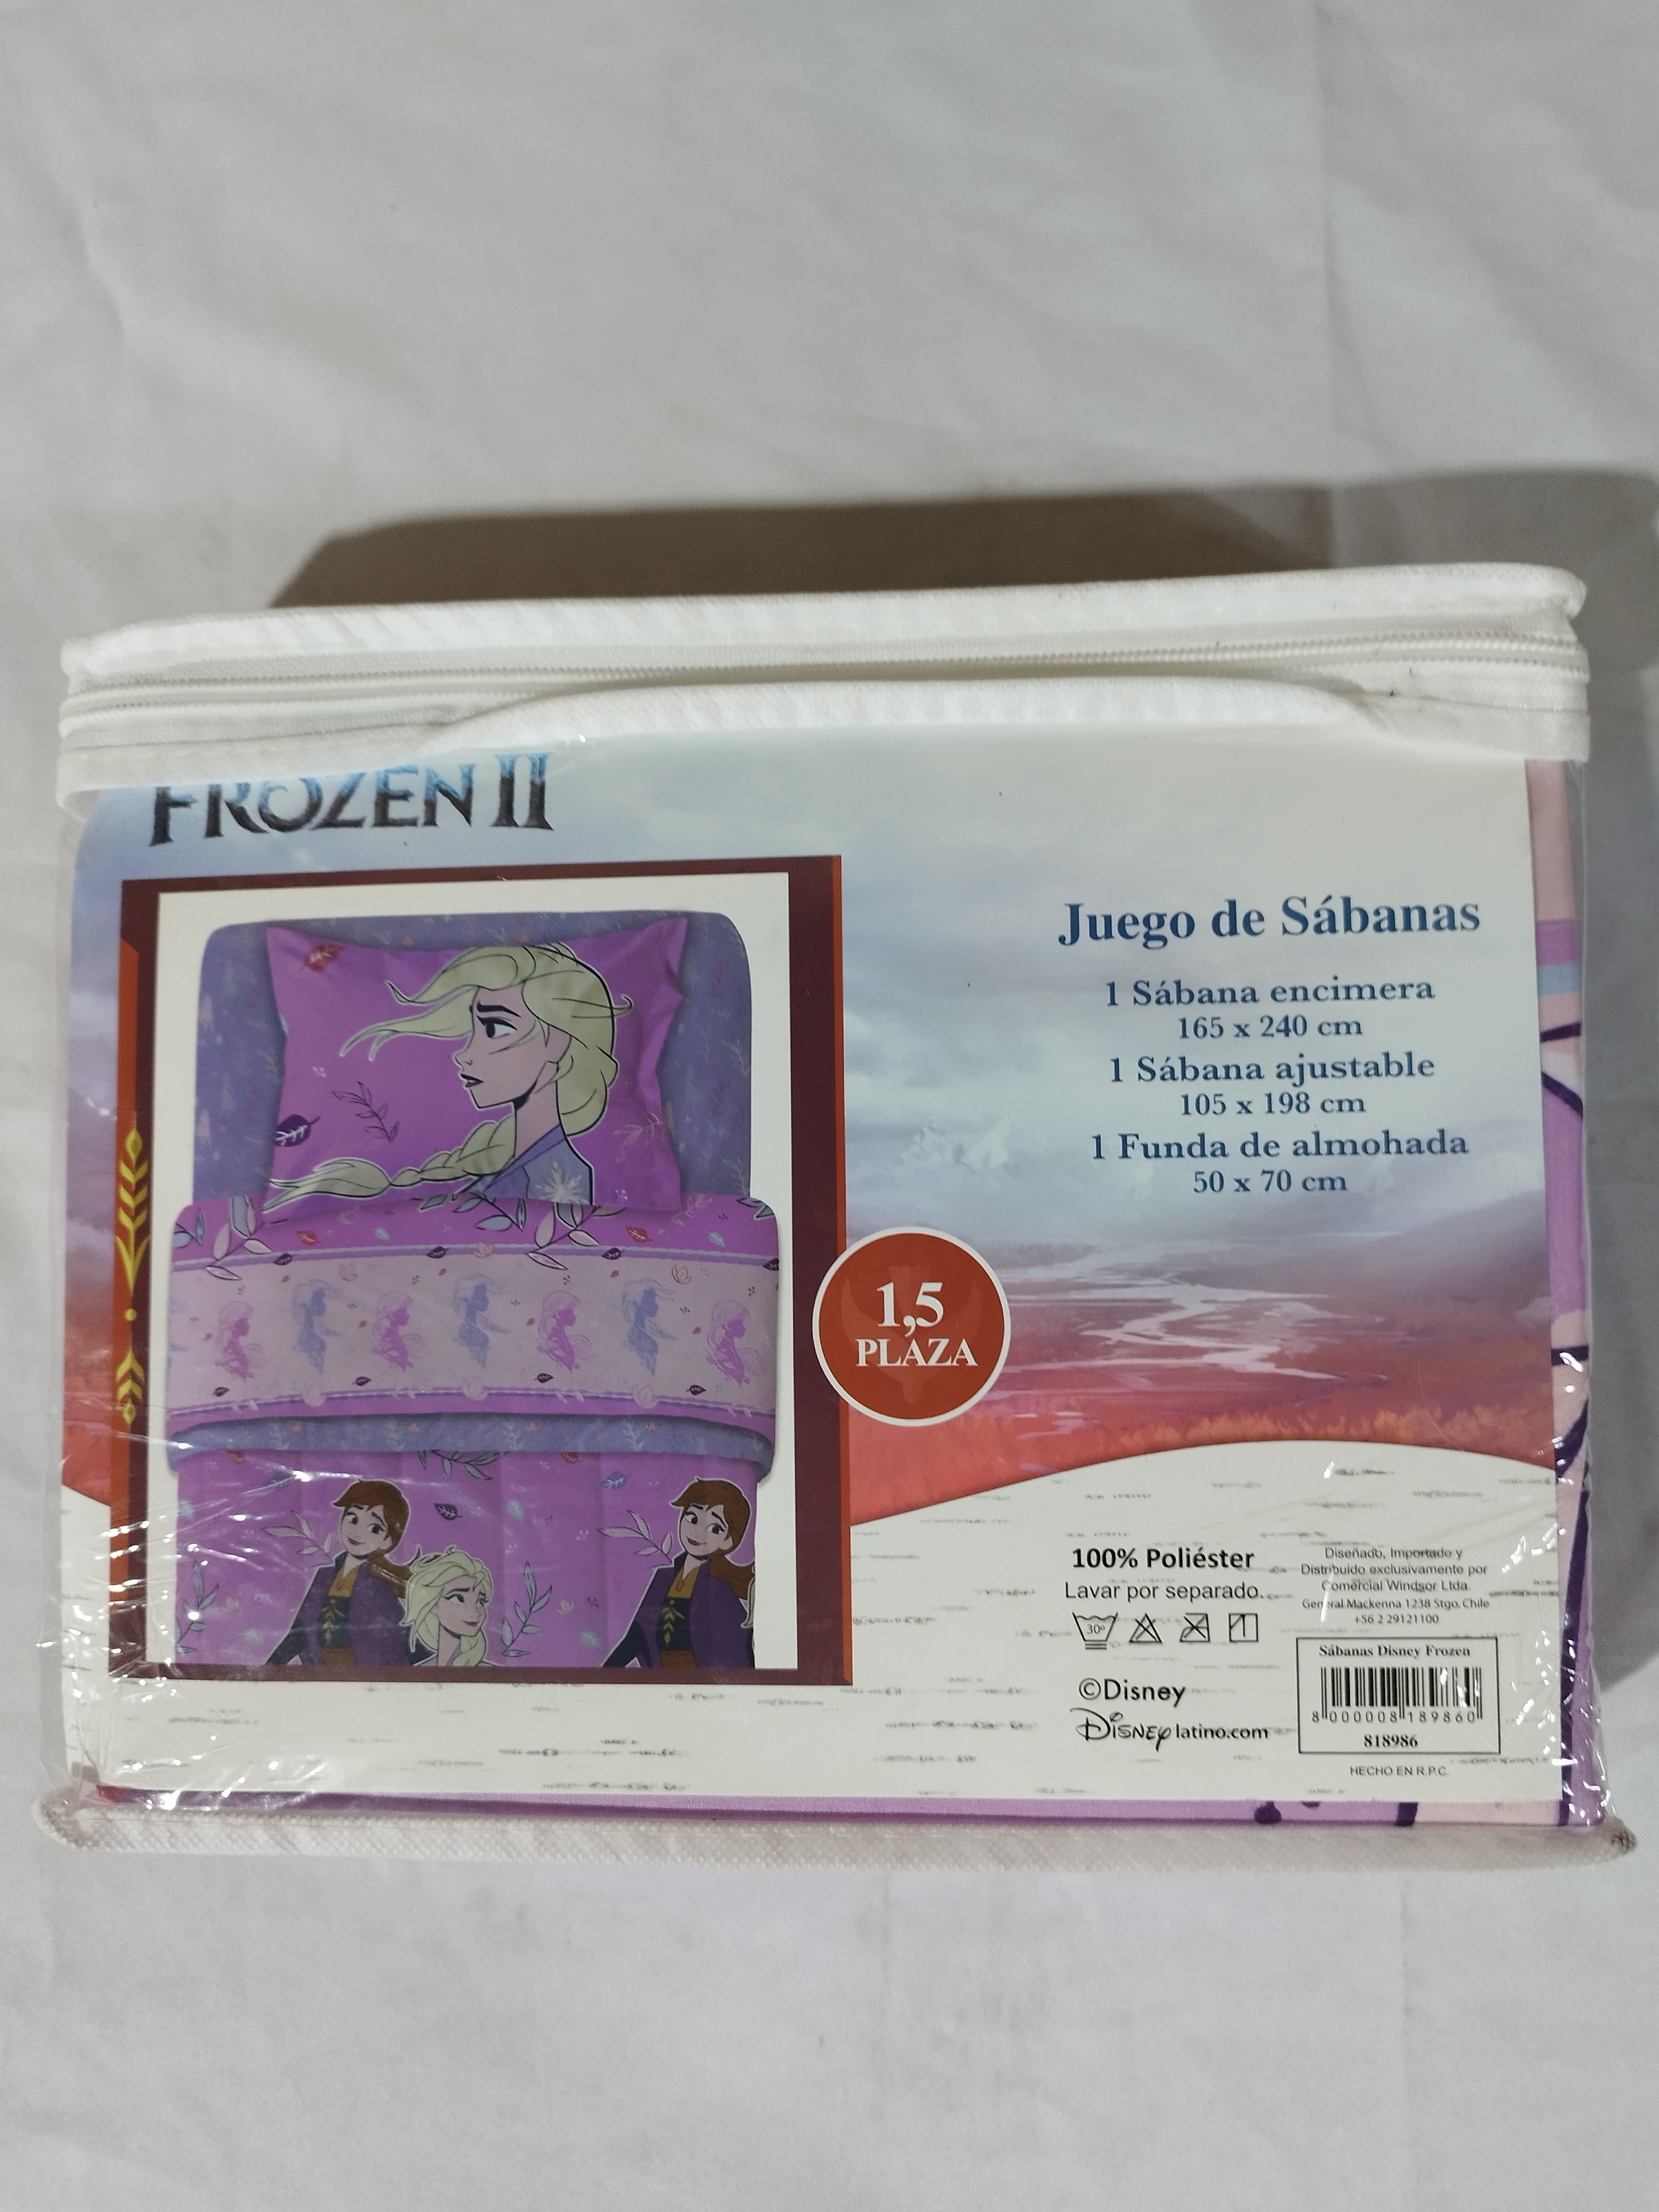 FROZEN II
Juego de Sábanas
1 Sábana encimera
165 x 240 cm
1 Sábana ajustable
105 x 198 cm
1 Funda de almohada
50 x 70 cm
1,5
PLAZA
100% Poliéster
Lavar por separado.
30º
Diseñado, Importado y
Distribuido exclusivamente por
Comercial Windsor Ltda.
General Mackenna 1238 Stgo. Chile
+56 2 29121100
©Disney
Disney latino.com
Sábanas Disney Frozen
8 000008 189860
818986
HECHO EN R.P.C.